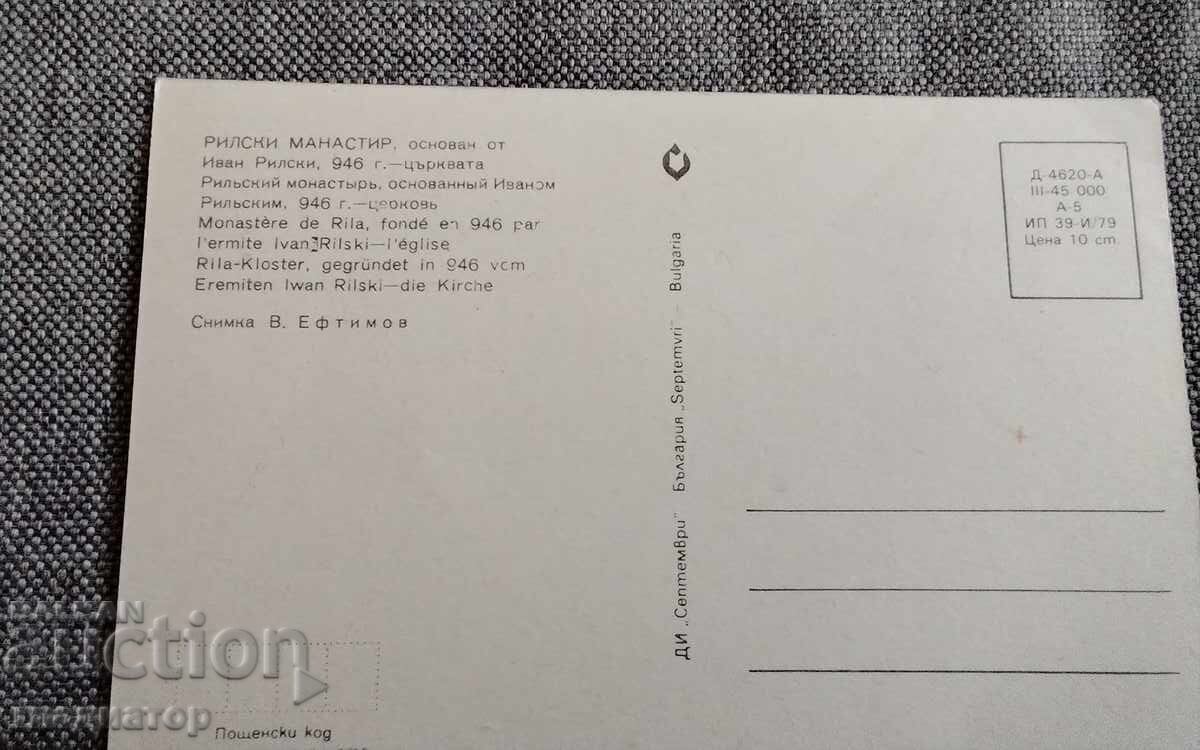 РИЛСКИ МАНАСТИР, основан от
Иван Рилски, 946 г.—църквата
Рильский монастырь, основанный Иваном
Рильским, 946 г.—церковь
Monastère de Rila, fondé en 946 par
l'ermite Ivan Rilski—l'église
Rila-Kloster, gegründet in 946 vom
Eremiten Iwan Rilski—die Kirche
Снимка В. Ефтимов
ДИ „Септември" България „Septemvri" Bulgaria
Д-4620-А
III-45 000
А-5
ИП 39-И/79
Цена 10 ст.
Пощенски код
BALKAN
auction
медиатор